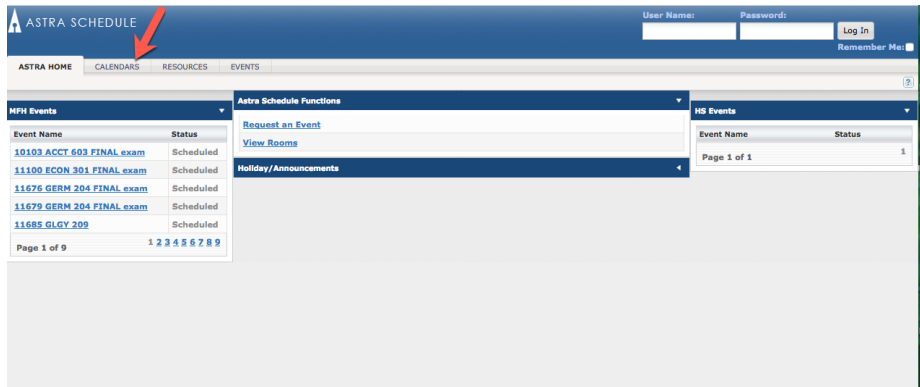 ASTRA SCHEDULE
User Name:
Password:
Log In
Remember Me:
ASTRA HOME CALENDARS RESOURCES EVENTS
?
MFH Events
Event Name Status
10103 ACCT 603 FINAL exam Scheduled
11100 ECON 301 FINAL exam Scheduled
11676 GERM 204 FINAL exam Scheduled
11679 GERM 204 FINAL exam Scheduled
11685 GLGY 209 Scheduled
Page 1 of 9 1 2 3 4 5 6 7 8 9
Astra Schedule Functions
Request an Event
View Rooms
Holiday/Announcements
HS Events
Event Name Status
Page 1 of 1 1